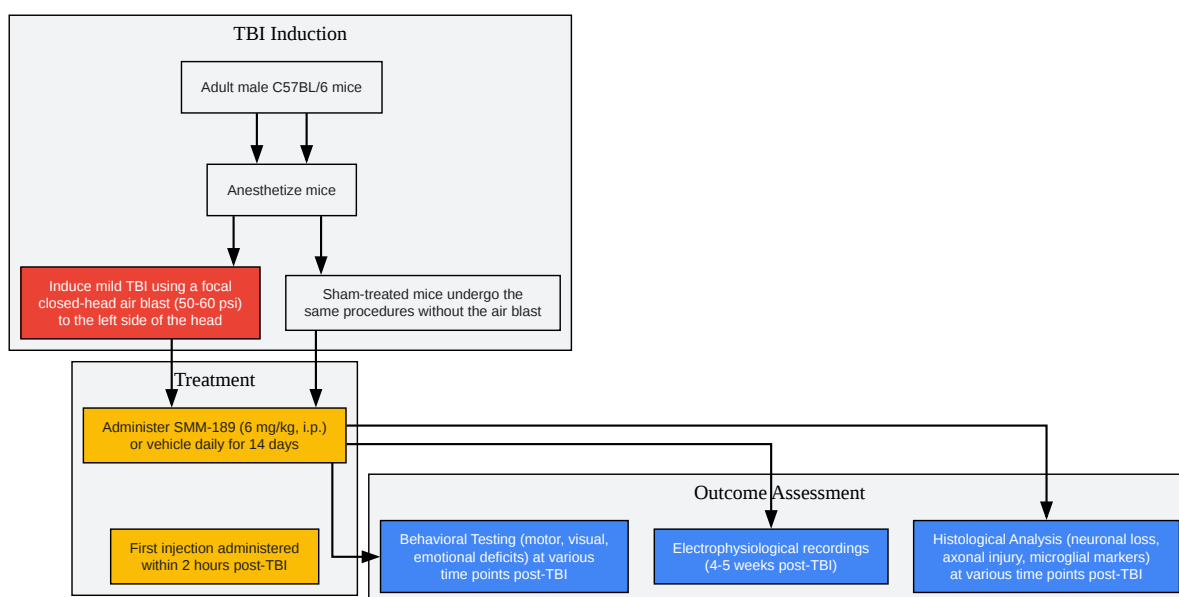 TBI Induction
Adult male C57BL/6 mice
Anesthetize mice
Induce mild TBI using a focal
closed-head air blast (50-60 psi)
to the left side of the head
Sham-treated mice undergo the
same procedures without the air blast
Treatment
Administer SMM-189 (6 mg/kg, i.p.)
or vehicle daily for 14 days
First injection administered
within 2 hours post-TBI
Outcome Assessment
Behavioral Testing (motor, visual,
emotional deficits) at various
time points post-TBI
Electrophysiological recordings
(4-5 weeks post-TBI)
Histological Analysis (neuronal loss,
axonal injury, microglial markers)
at various time points post-TBI